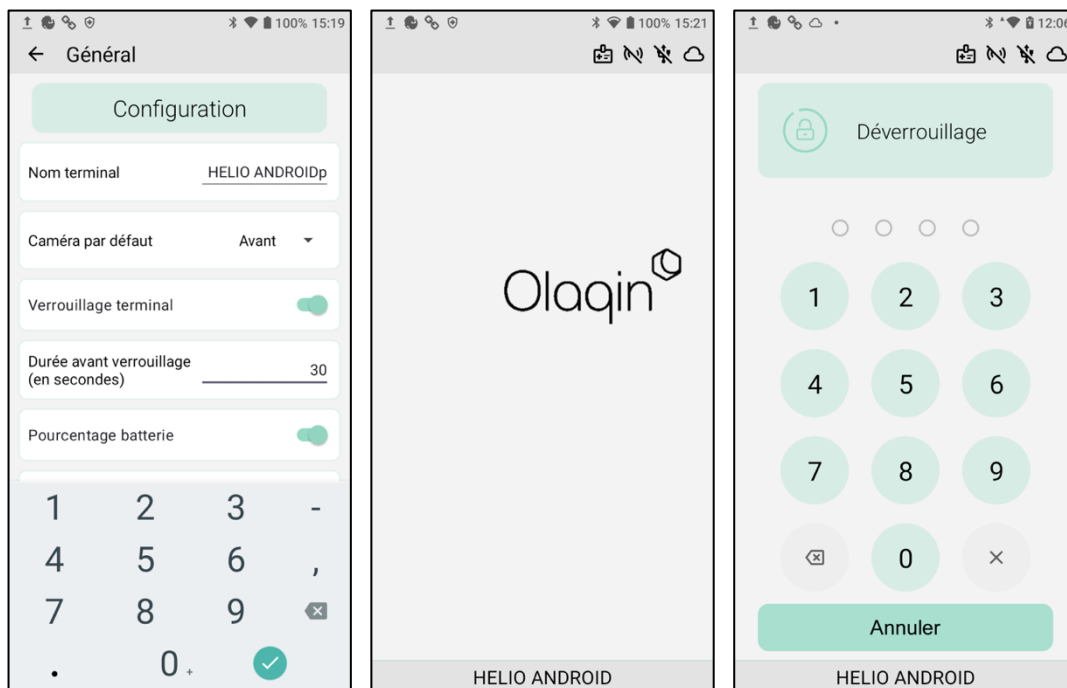 100% 15:19
Général
Configuration
Nom terminal HELIO ANDROIDp
Caméra par défaut Avant
Verrouillage terminal
Durée avant verrouillage
(en secondes) 30
Pourcentage batterie
1 2 3 -
4 5 6 ,
7 8 9
. 0 +
100% 15:21
Olaqin
HELIO ANDROID
12:06
Déverrouillage
1 2 3
4 5 6
7 8 9
0
Annuler
HELIO ANDROID